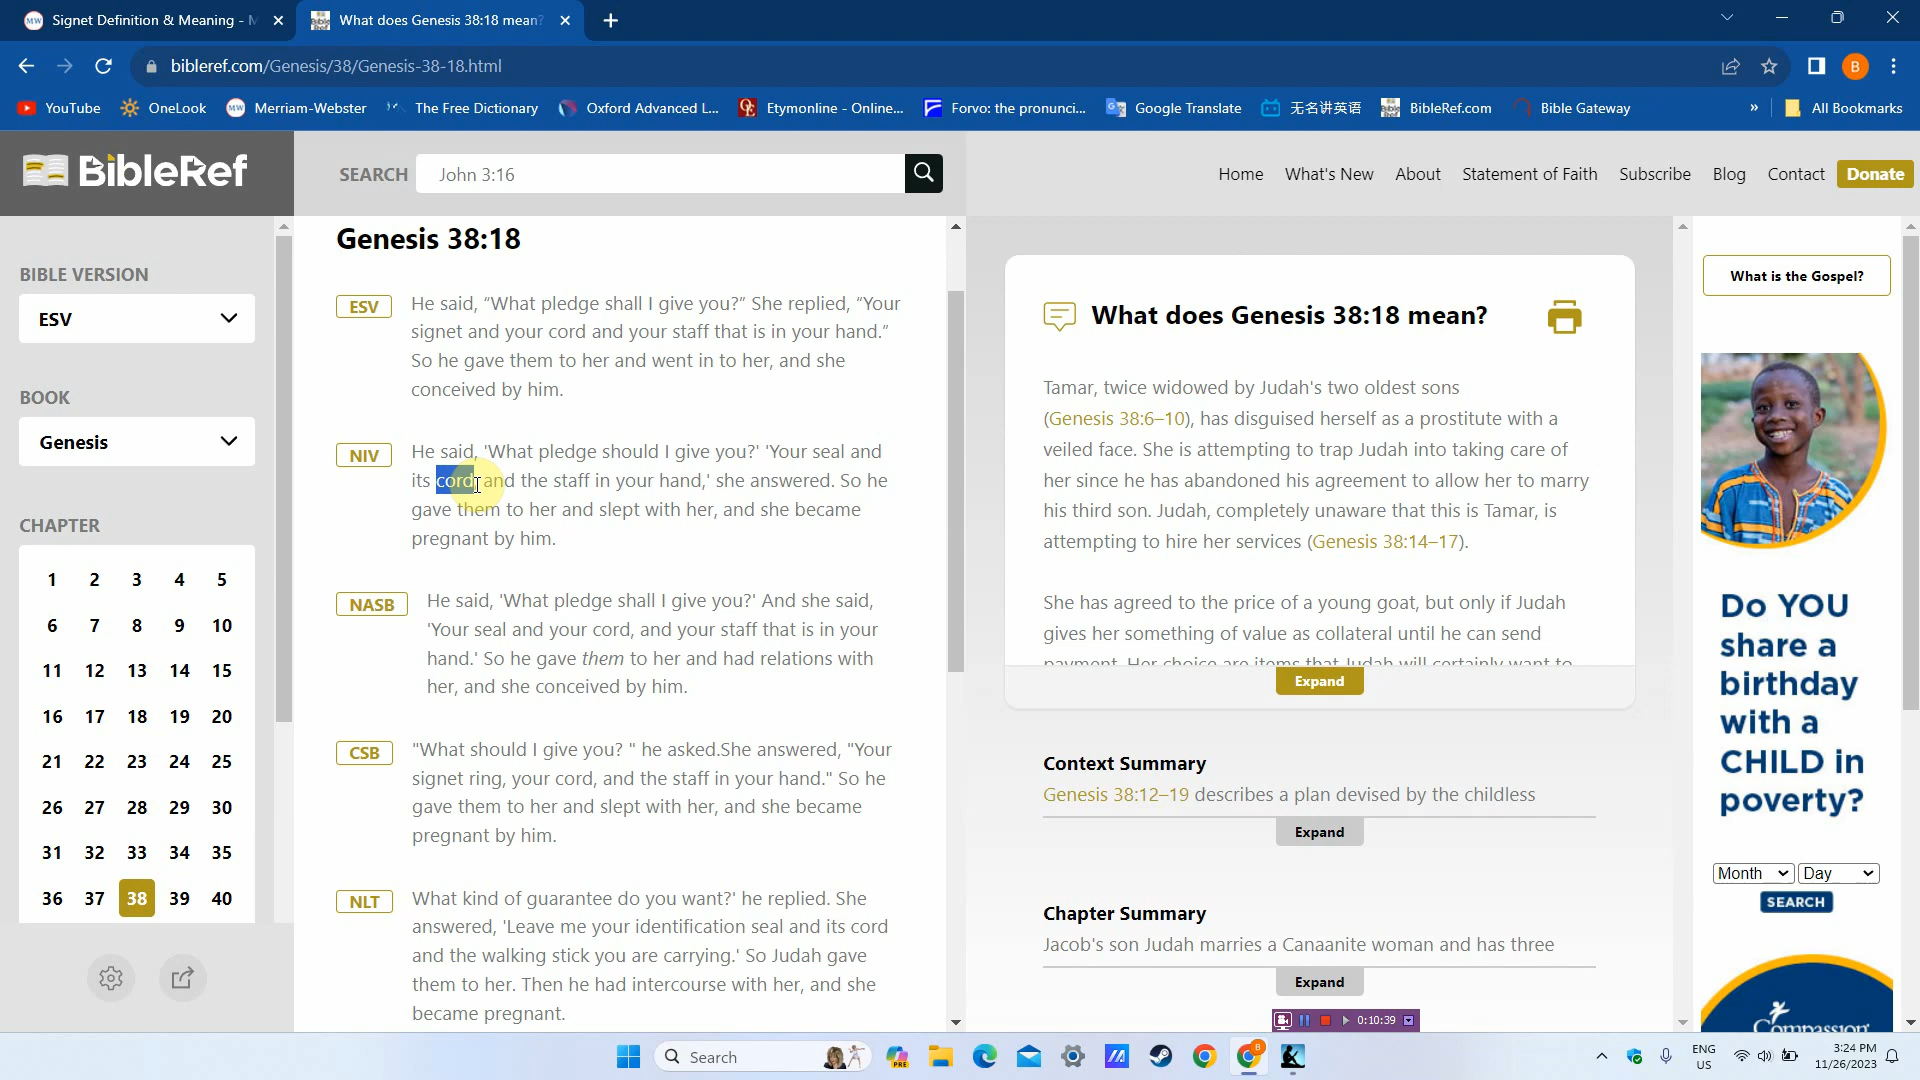 Signet Definition & Meaning - M
What does Genesis 38:18 mean?
bibleref.com/Genesis/38/Genesis-38-18.html
B
YouTube
OneLook
Merriam-Webster
The Free Dictionary
Oxford Advanced L...
Etymonline - Online...
Forvo: the pronunci...
Google Translate
无名讲英语
BibleRef.com
Bible Gateway
»
All Bookmarks
BibleRef
SEARCH
John 3:16
Home
What's New
About
Statement of Faith
Subscribe
Blog
Contact
Donate
BIBLE VERSION
ESV
BOOK
Genesis
CHAPTER
1 2 3 4 5
6 7 8 9 10
11 12 13 14 15
16 17 18 19 20
21 22 23 24 25
26 27 28 29 30
31 32 33 34 35
36 37 38 39 40
Genesis 38:18
ESV
He said, “What pledge shall I give you?” She replied, “Your
signet and your cord and your staff that is in your hand.”
So he gave them to her and went in to her, and she
conceived by him.
NIV
He said, 'What pledge should I give you?' 'Your seal and
its cord, and the staff in your hand,' she answered. So he
gave them to her and slept with her, and she became
pregnant by him.
NASB
He said, 'What pledge shall I give you?' And she said,
'Your seal and your cord, and your staff that is in your
hand.' So he gave them to her and had relations with
her, and she conceived by him.
CSB
"What should I give you? " he asked.She answered, "Your
signet ring, your cord, and the staff in your hand." So he
gave them to her and slept with her, and she became
pregnant by him.
NLT
What kind of guarantee do you want?' he replied. She
answered, 'Leave me your identification seal and its cord
and the walking stick you are carrying.' So Judah gave
them to her. Then he had intercourse with her, and she
became pregnant.
What does Genesis 38:18 mean?
Tamar, twice widowed by Judah's two oldest sons
(Genesis 38:6–10), has disguised herself as a prostitute with a
veiled face. She is attempting to trap Judah into taking care of
her since he has abandoned his agreement to allow her to marry
his third son. Judah, completely unaware that this is Tamar, is
attempting to hire her services (Genesis 38:14–17).
She has agreed to the price of a young goat, but only if Judah
gives her something of value as collateral until he can send
payment. Her choice are items that Judah will certainly want to
Expand
Context Summary
Genesis 38:12–19 describes a plan devised by the childless
Expand
Chapter Summary
Jacob's son Judah marries a Canaanite woman and has three
Expand
What is the Gospel?
Do YOU
share a
birthday
with a
CHILD in
poverty?
Month
Day
SEARCH
Compassion
0:10:39
Search
PRE
ENG
US
3:24 PM
11/26/2023